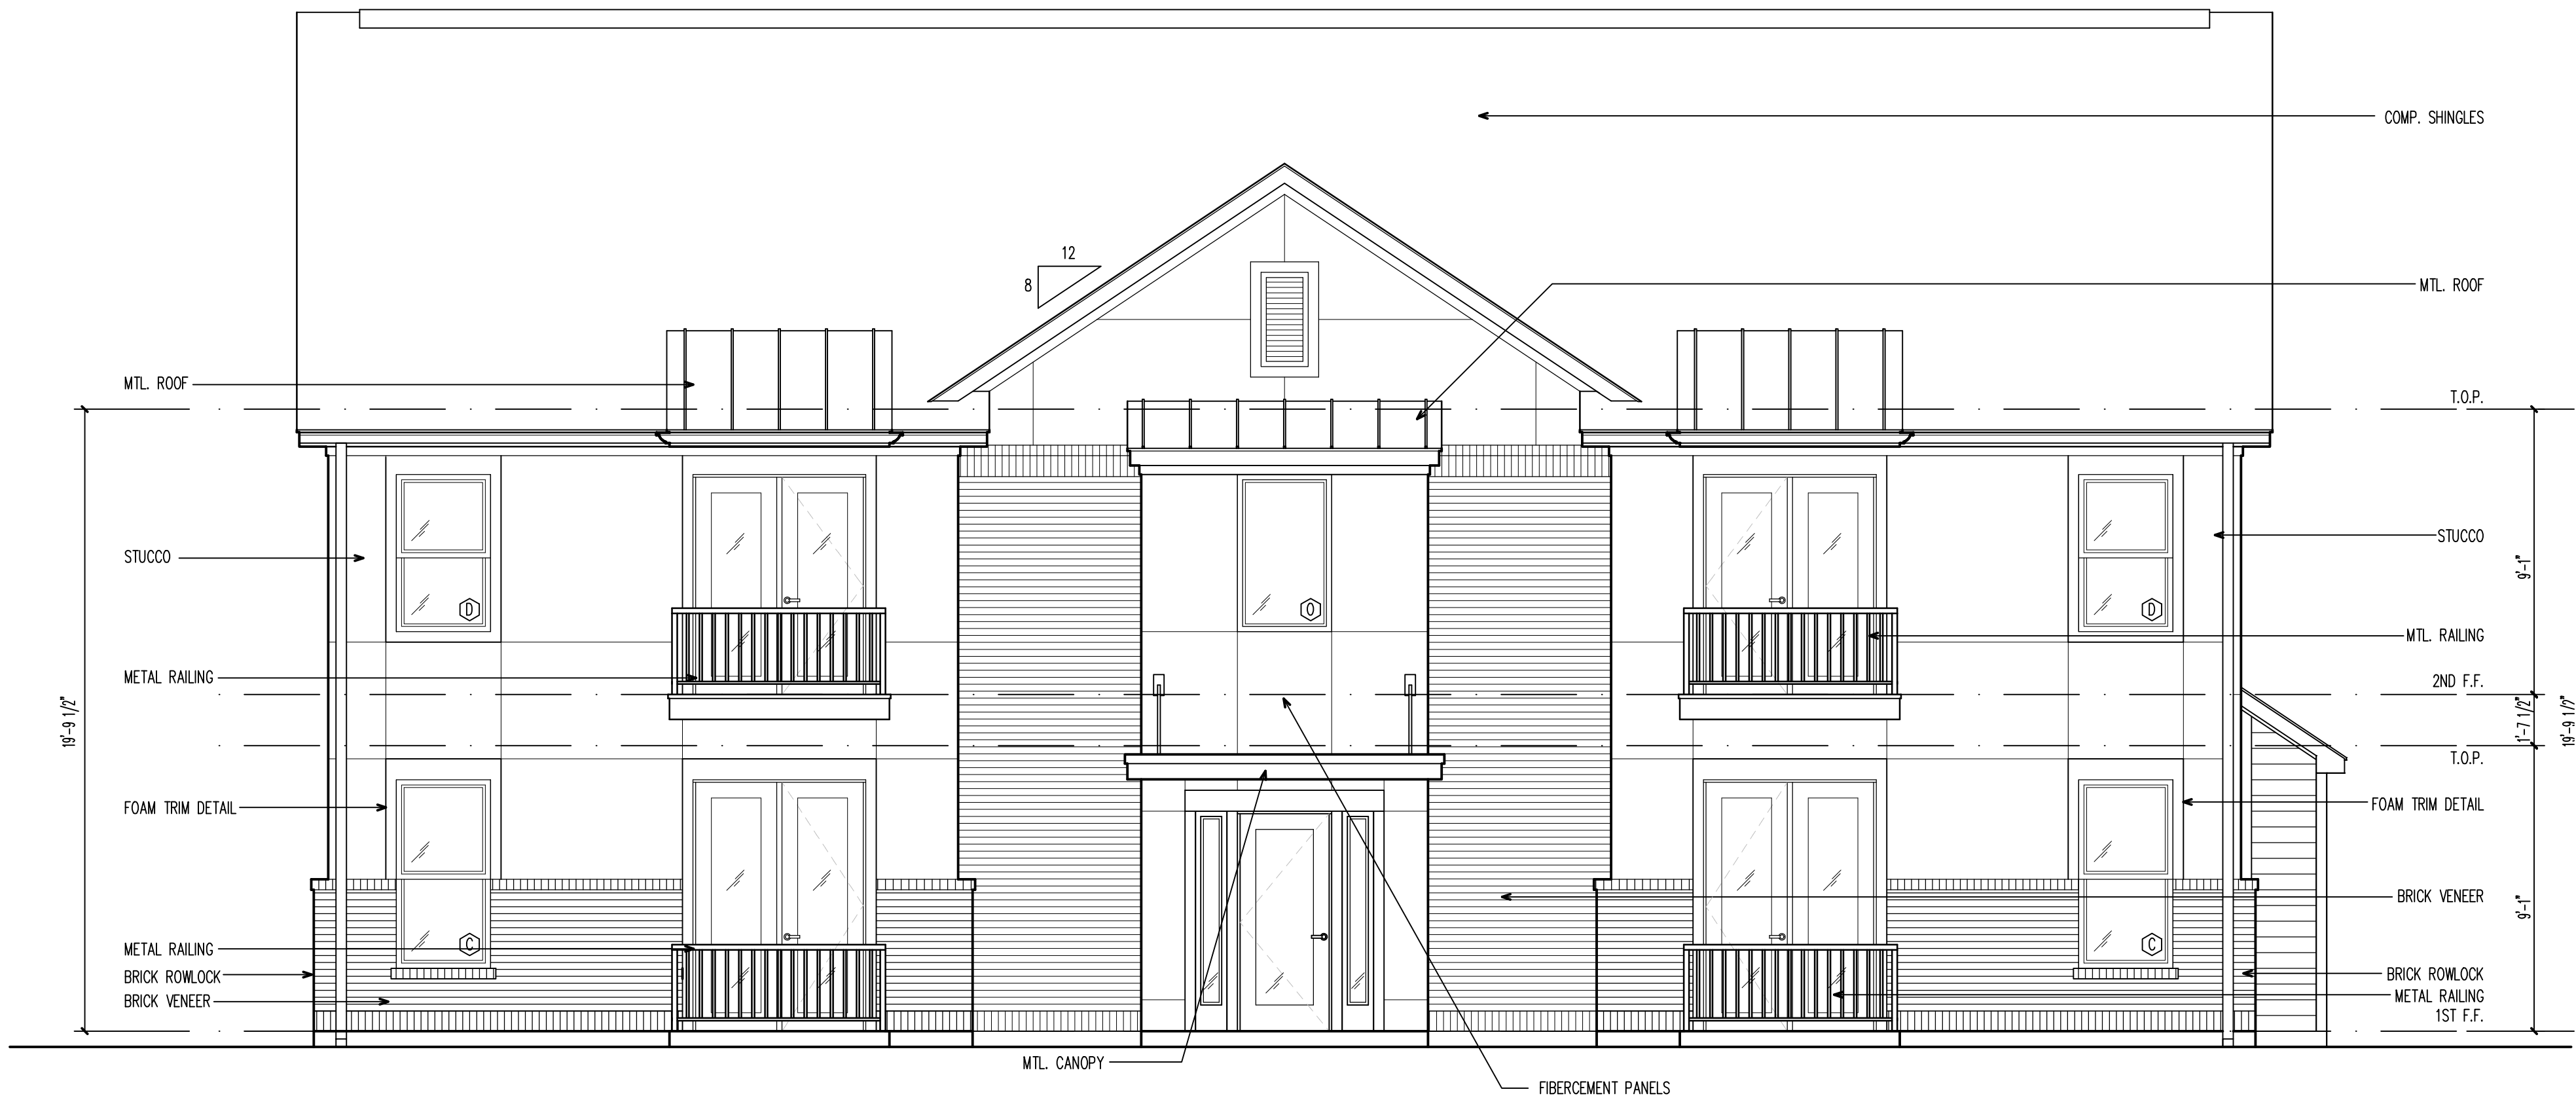 COMP. SHINGLES
12
8
MTL. ROOF
MTL. ROOF
T.O.P.
STUCCO
STUCCO
9'-1"
D
O
D
MTL. RAILING
METAL RAILING
2ND F.F.
19'-9 1/2"
1'-7 1/2"
19'-9 1/2"
T.O.P.
FOAM TRIM DETAIL
FOAM TRIM DETAIL
BRICK VENEER
9'-1"
C
C
METAL RAILING
BRICK ROWLOCK
BRICK ROWLOCK
BRICK VENEER
METAL RAILING
1ST F.F.
MTL. CANOPY
FIBERCEMENT PANELS